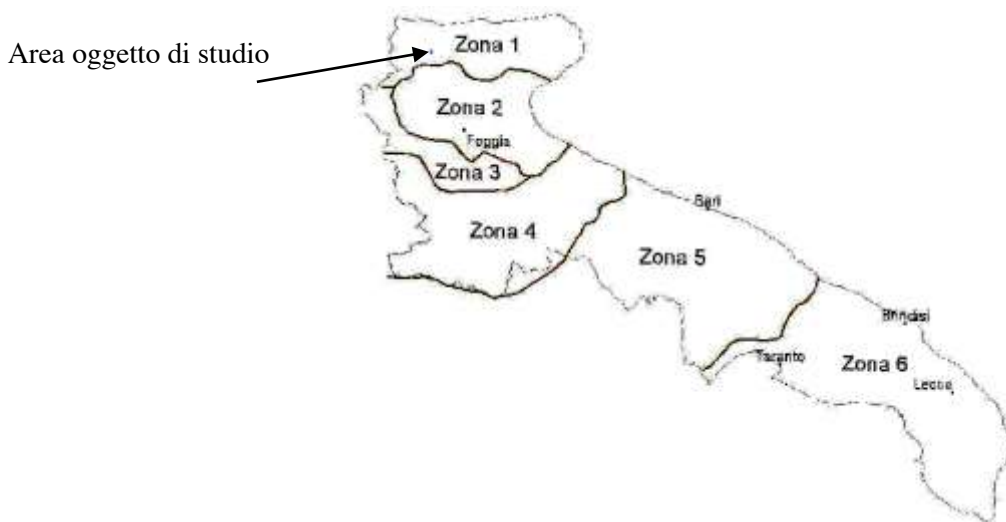 Area oggetto di studio
Zona 1
Zona 2
Foggia
Zona 3
Zona 4
Bari
Zona 5
Brindisi
Taranto
Zona 6
Lecce